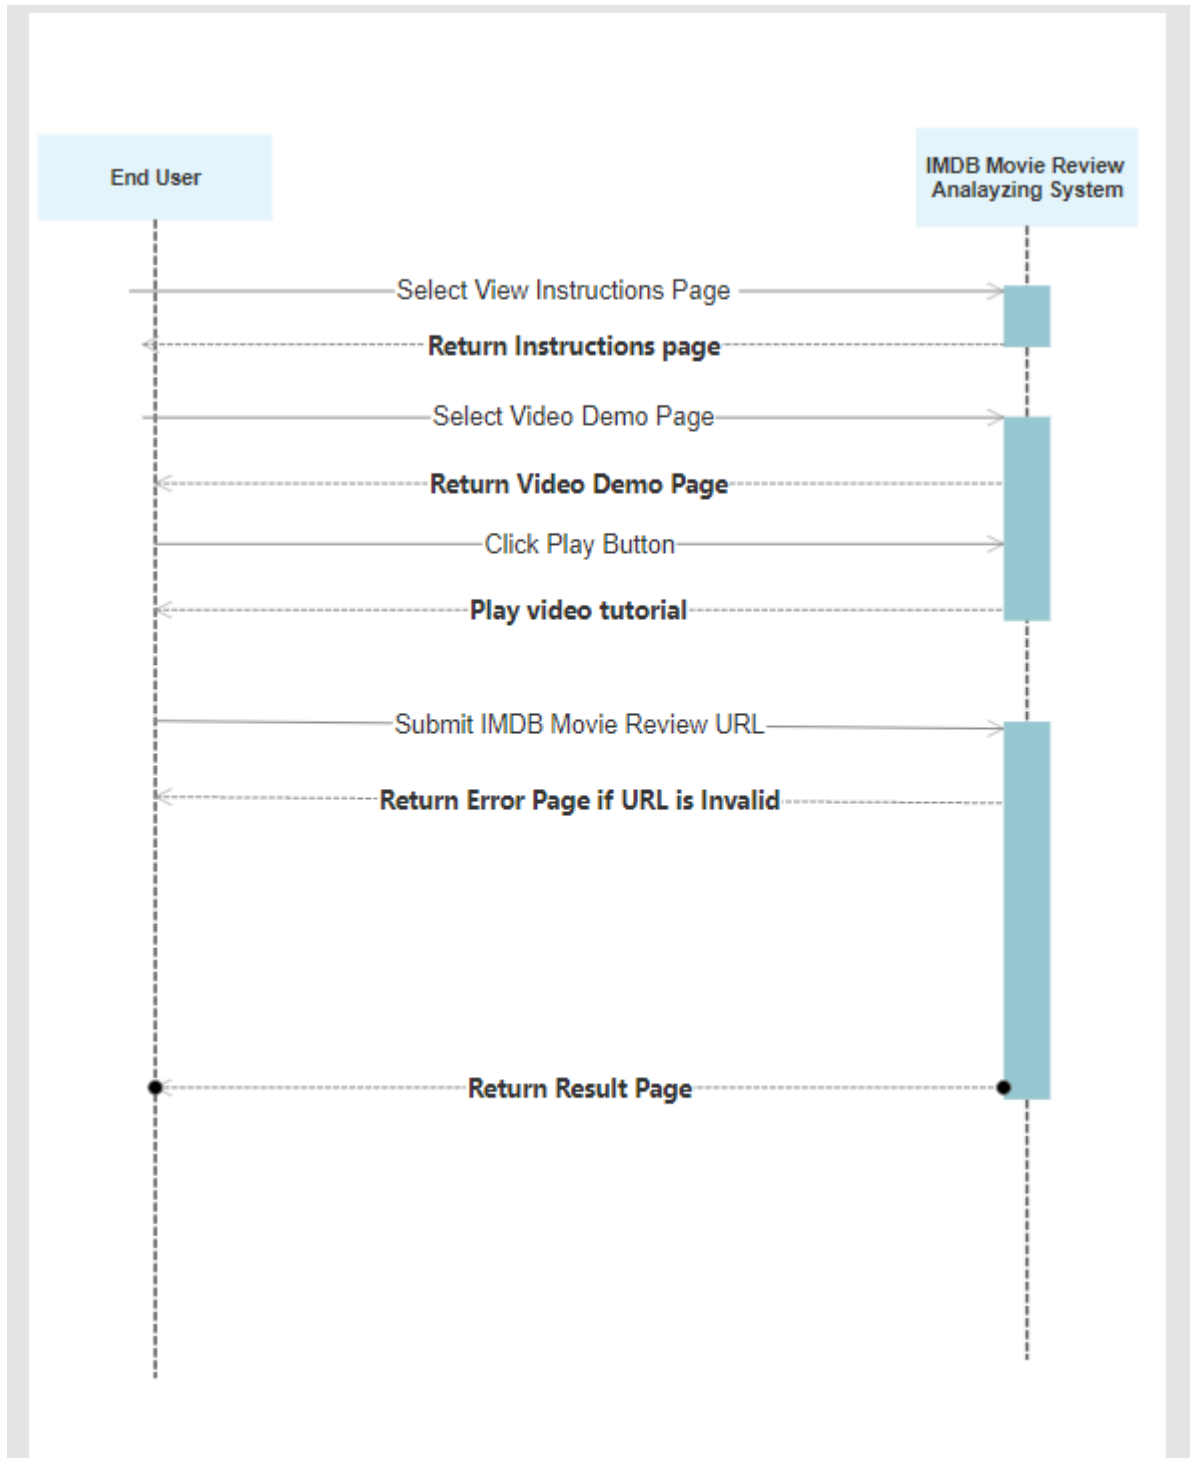 End User
IMDB Movie Review
Analayzing System
Select View Instructions Page
Return Instructions page
Select Video Demo Page
Return Video Demo Page
Click Play Button
Play video tutorial
Submit IMDB Movie Review URL
Return Error Page if URL is Invalid
Return Result Page